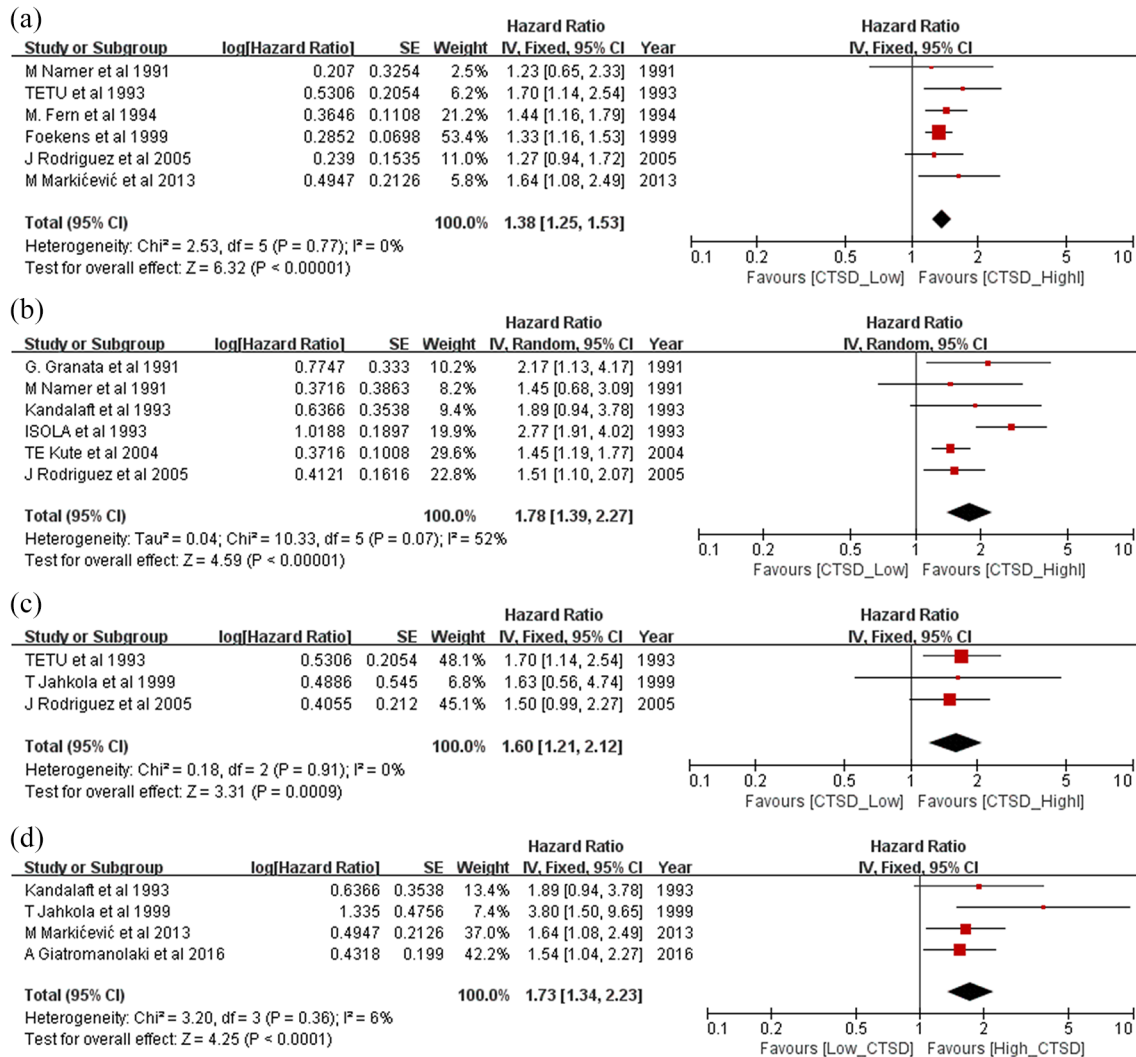 (a)
Hazard Ratio Hazard Ratio
Study or Subgroup log[Hazard Ratio] SE Weight IV, Fixed, 95% CI Year IV, Fixed, 95% CI
M Namer et al 1991 0.207 0.3254 2.5% 1.23 [0.65, 2.33] 1991
TETU et al 1993 0.5306 0.2054 6.2% 1.70 [1.14, 2.54] 1993
M. Fern et al 1994 0.3646 0.1108 21.2% 1.44 [1.16, 1.79] 1994
Foekens et al 1999 0.2852 0.0698 53.4% 1.33 [1.16, 1.53] 1999
J Rodriguez et al 2005 0.239 0.1535 11.0% 1.27 [0.94, 1.72] 2005
M Markićević et al 2013 0.4947 0.2126 5.8% 1.64 [1.08, 2.49] 2013
Total (95% CI) 100.0% 1.38 [1.25, 1.53]
Heterogeneity: Chi² = 2.53, df = 5 (P = 0.77); I² = 0%
Test for overall effect: Z = 6.32 (P < 0.00001)
0.1 0.2 0.5 1 2 5 10
Favours [CTSD_Low] Favours [CTSD_Highl]
(b)
Hazard Ratio Hazard Ratio
Study or Subgroup log[Hazard Ratio] SE Weight IV, Random, 95% CI Year IV, Random, 95% CI
G. Granata et al 1991 0.7747 0.333 10.2% 2.17 [1.13, 4.17] 1991
M Namer et al 1991 0.3716 0.3863 8.2% 1.45 [0.68, 3.09] 1991
Kandalaft et al 1993 0.6366 0.3538 9.4% 1.89 [0.94, 3.78] 1993
ISOLA et al 1993 1.0188 0.1897 19.9% 2.77 [1.91, 4.02] 1993
TE Kute et al 2004 0.3716 0.1008 29.6% 1.45 [1.19, 1.77] 2004
J Rodriguez et al 2005 0.4121 0.1616 22.8% 1.51 [1.10, 2.07] 2005
Total (95% CI) 100.0% 1.78 [1.39, 2.27]
Heterogeneity: Tau² = 0.04; Chi² = 10.33, df = 5 (P = 0.07); I² = 52%
Test for overall effect: Z = 4.59 (P < 0.00001)
0.1 0.2 0.5 1 2 5 10
Favours [CTSD_Low] Favours [CTSD_Highl]
(c)
Hazard Ratio Hazard Ratio
Study or Subgroup log[Hazard Ratio] SE Weight IV, Fixed, 95% CI Year IV, Fixed, 95% CI
TETU et al 1993 0.5306 0.2054 48.1% 1.70 [1.14, 2.54] 1993
T Jahkola et al 1999 0.4886 0.545 6.8% 1.63 [0.56, 4.74] 1999
J Rodriguez et al 2005 0.4055 0.212 45.1% 1.50 [0.99, 2.27] 2005
Total (95% CI) 100.0% 1.60 [1.21, 2.12]
Heterogeneity: Chi² = 0.18, df = 2 (P = 0.91); I² = 0%
Test for overall effect: Z = 3.31 (P = 0.0009)
0.1 0.2 0.5 1 2 5 10
Favours [CTSD_Low] Favours [CTSD_Highl]
(d)
Hazard Ratio Hazard Ratio
Study or Subgroup log[Hazard Ratio] SE Weight IV, Fixed, 95% CI Year IV, Fixed, 95% CI
Kandalaft et al 1993 0.6366 0.3538 13.4% 1.89 [0.94, 3.78] 1993
T Jahkola et al 1999 1.335 0.4756 7.4% 3.80 [1.50, 9.65] 1999
M Markićević et al 2013 0.4947 0.2126 37.0% 1.64 [1.08, 2.49] 2013
A Giatromanolaki et al 2016 0.4318 0.199 42.2% 1.54 [1.04, 2.27] 2016
Total (95% CI) 100.0% 1.73 [1.34, 2.23]
Heterogeneity: Chi² = 3.20, df = 3 (P = 0.36); I² = 6%
Test for overall effect: Z = 4.25 (P < 0.0001)
0.1 0.2 0.5 1 2 5 10
Favours [Low_CTSD] Favours [High_CTSD]